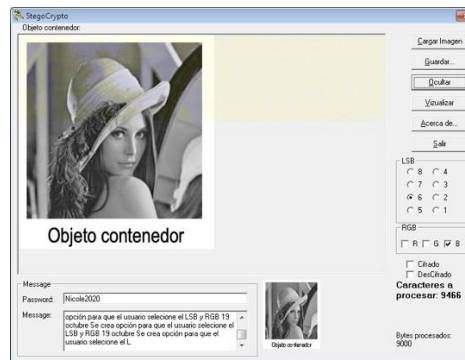 StegoCrypto
Objeto contenedor:
Objeto contenedor
Cargar Imagen
Guardar...
Ocultar
Vizualizar
Acerca de...
Salir
LSB
8 4
7 3
6 2
5 1
RGB
R G B
Cifrado
DesCifrado
Caracteres a
procesar: 9466
Bytes procesados:
9000
Message
Password: Nicole2020
Message: opción para que el usuario selecione el LSB y RGB 19
octubre Se crea opción para que el usuario selecione el
LSB y RGB 19 octubre Se crea opción para que el
usuario selecione el L
Objeto contenedor